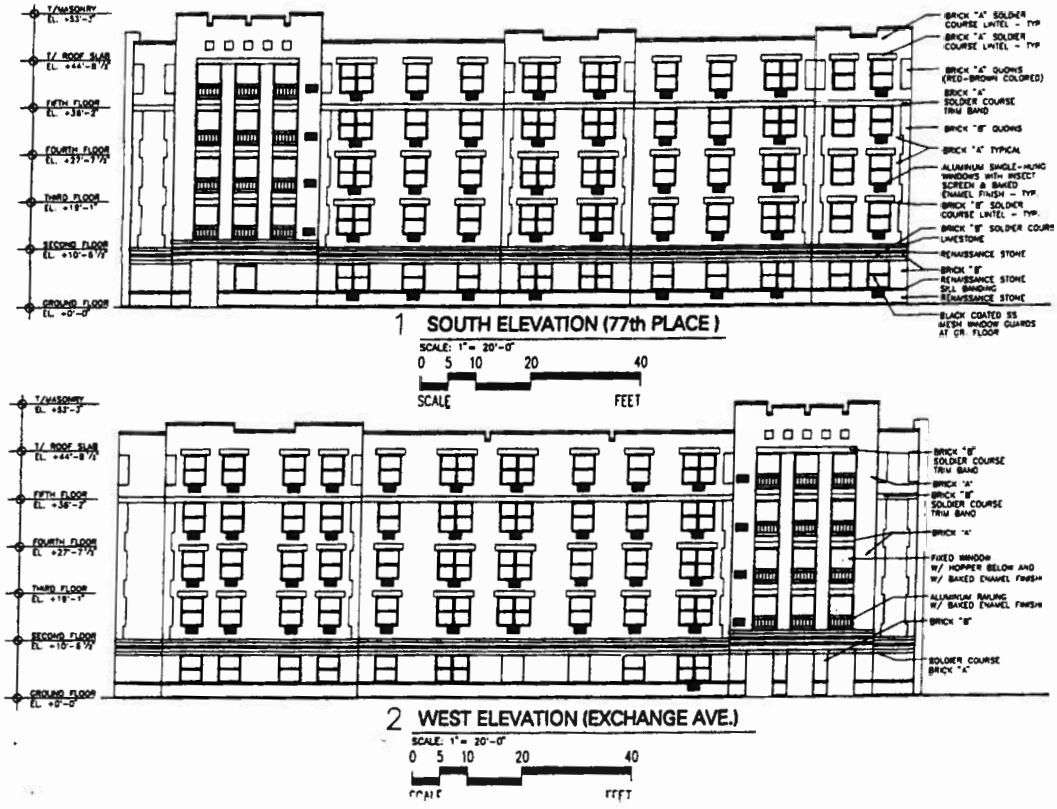 T/MASONRY
EL. +53'-3"
T/ ROOF SLAB
EL. +44'-8 1/2"
FIFTH FLOOR
EL. +36'-2"
FOURTH FLOOR
EL. +27'-7 1/2"
THIRD FLOOR
EL. +19'-1"
SECOND FLOOR
EL. +10'-6 1/2"
GROUND FLOOR
EL. +0'-0"
BRICK "A" SOLDIER
COURSE LINTEL - TYP
BRICK "A" SOLDIER
COURSE LINTEL - TYP
BRICK "A" QUOINS
(RED-BROWN COLORED)
BRICK "A"
SOLDIER COURSE
TRIM BAND
BRICK "B" QUOINS
BRICK "A" TYPICAL
ALUMINUM SINGLE-HUNG
WINDOWS WITH INSECT
SCREEN & BAKED
ENAMEL FINISH - TYP.
BRICK "B" SOLDIER
COURSE LINTEL - TYP.
BRICK "B" SOLDIER COURS
LIMESTONE
RENAISSANCE STONE
BRICK "B"
RENAISSANCE STONE
SILL BANDING
RENAISSANCE STONE
BLACK COATED SS
MESH WINDOW GUARDS
AT GR. FLOOR
1 SOUTH ELEVATION (77th PLACE)
SCALE: 1"= 20'-0"
0 5 10 20 40
SCALE FEET
T/MASONRY
EL. +53'-3"
T/ ROOF SLAB
EL. +44'-8 1/2"
FIFTH FLOOR
EL. +36'-2"
FOURTH FLOOR
EL. +27'-7 1/2"
THIRD FLOOR
EL. +19'-1"
SECOND FLOOR
EL. +10'-6 1/2"
GROUND FLOOR
EL. +0'-0"
BRICK "B"
SOLDIER COURSE
TRIM BAND
BRICK "A"
BRICK "B"
SOLDIER COURSE
TRIM BAND
BRICK "A"
FIXED WINDOW
W/ HOPPER BELOW AND
W/ BAKED ENAMEL FINISH
ALUMINUM RAILING
W/ BAKED ENAMEL FINISH
BRICK "B"
SOLDIER COURSE
BRICK "A"
2 WEST ELEVATION (EXCHANGE AVE.)
SCALE: 1"= 20'-0"
0 5 10 20 40
SCALE FEET